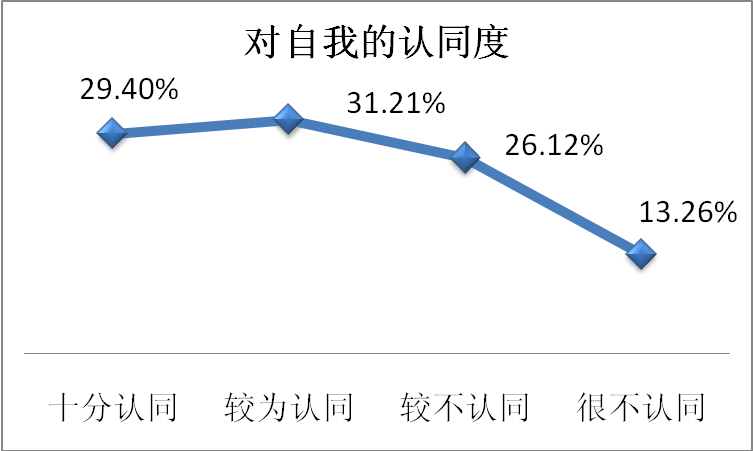 对自我的认同度
29.40%
31.21%
26.12%
13.26%
十分认同 较为认同 较不认同 很不认同